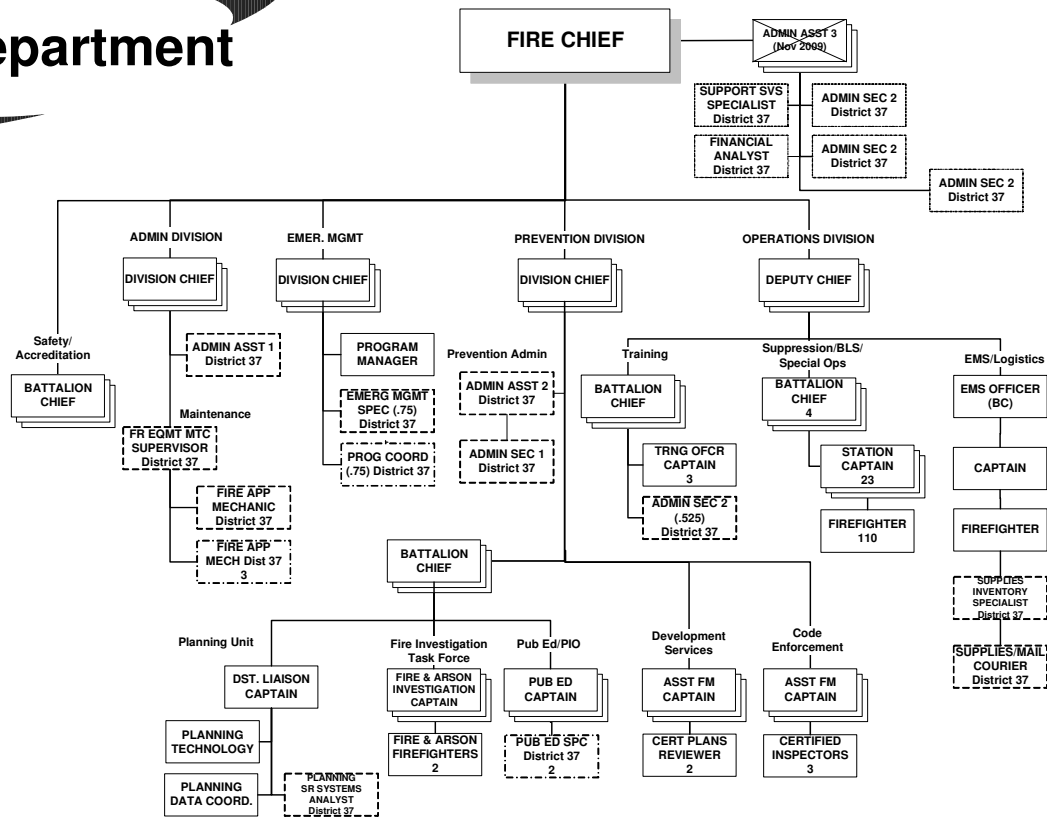 epartment
FIRE CHIEF
ADMIN ASST 3
(Nov 2009)
SUPPORT SVS
SPECIALIST
District 37
ADMIN SEC 2
District 37
FINANCIAL
ANALYST
District 37
ADMIN SEC 2
District 37
ADMIN SEC 2
District 37
ADMIN DIVISION
EMER. MGMT
PREVENTION DIVISION
OPERATIONS DIVISION
DIVISION CHIEF
DIVISION CHIEF
DIVISION CHIEF
DEPUTY CHIEF
Safety/
Accreditation
BATTALION
CHIEF
ADMIN ASST 1
District 37
Maintenance
FR EQMT MTC
SUPERVISOR
District 37
FIRE APP
MECHANIC
District 37
FIRE APP
MECH Dist 37
3
PROGRAM
MANAGER
EMERG MGMT
SPEC (.75)
District 37
PROG COORD
(.75) District 37
Prevention Admin
ADMIN ASST 2
District 37
ADMIN SEC 1
District 37
Training
BATTALION
CHIEF
TRNG OFCR
CAPTAIN
3
ADMIN SEC 2
(.525)
District 37
Suppression/BLS/
Special Ops
BATTALION
CHIEF
4
STATION
CAPTAIN
23
FIREFIGHTER
110
EMS/Logistics
EMS OFFICER
(BC)
CAPTAIN
FIREFIGHTER
SUPPLIES
INVENTORY
SPECIALIST
District 37
SUPPLIES/MAIL
COURIER
District 37
BATTALION
CHIEF
Planning Unit
DST. LIAISON
CAPTAIN
PLANNING
TECHNOLOGY
PLANNING
DATA COORD.
PLANNING
SR SYSTEMS
ANALYST
District 37
Fire Investigation
Task Force
FIRE & ARSON
INVESTIGATION
CAPTAIN
FIRE & ARSON
FIREFIGHTERS
2
Pub Ed/PIO
PUB ED
CAPTAIN
PUB ED SPC
District 37
2
Development
Services
ASST FM
CAPTAIN
CERT PLANS
REVIEWER
2
Code
Enforcement
ASST FM
CAPTAIN
CERTIFIED
INSPECTORS
3